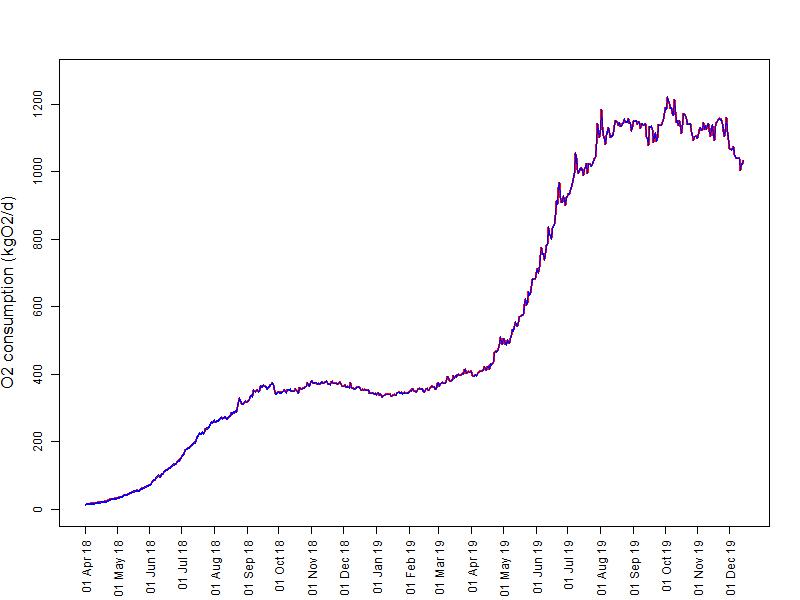 O2 consumption (kgO2/d)
1200
1000
800
600
400
200
0
01 Apr 18
01 May 18
01 Jun 18
01 Jul 18
01 Aug 18
01 Sep 18
01 Oct 18
01 Nov 18
01 Dec 18
01 Jan 19
01 Feb 19
01 Mar 19
01 Apr 19
01 May 19
01 Jun 19
01 Jul 19
01 Aug 19
01 Sep 19
01 Oct 19
01 Nov 19
01 Dec 19